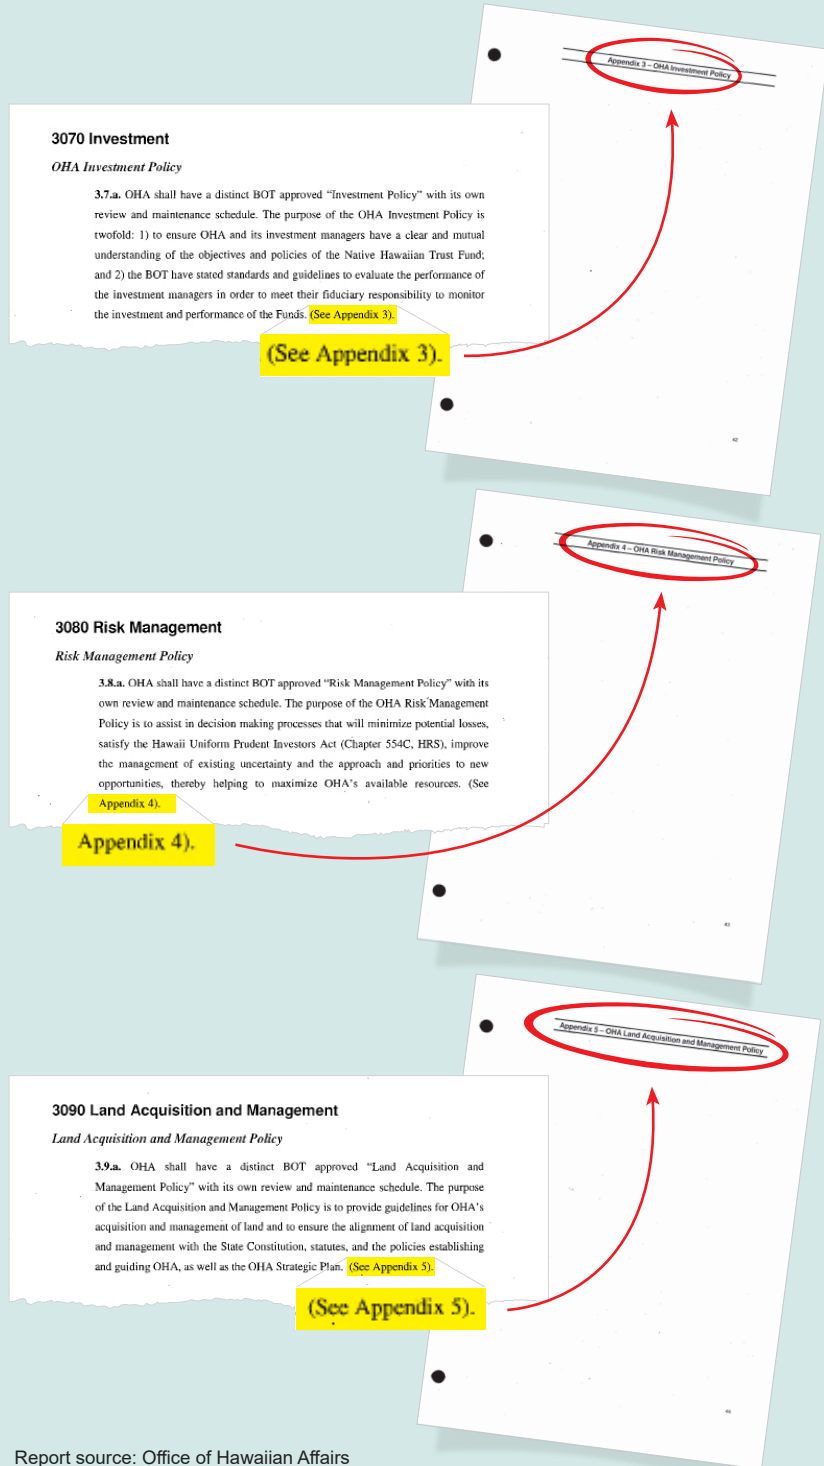 Appendix 3 – OHA Investment Policy
3070 Investment
OHA Investment Policy
3.7.a. OHA shall have a distinct BOT approved “Investment Policy” with its own
review and maintenance schedule. The purpose of the OHA Investment Policy is
twofold: 1) to ensure OHA and its investment managers have a clear and mutual
understanding of the objectives and policies of the Native Hawaiian Trust Fund;
and 2) the BOT have stated standards and guidelines to evaluate the performance of
the investment managers in order to meet their fiduciary responsibility to monitor
the investment and performance of the Funds. (See Appendix 3).
(See Appendix 3).
Appendix 4 – OHA Risk Management Policy
3080 Risk Management
Risk Management Policy
3.8.a. OHA shall have a distinct BOT approved “Risk Management Policy” with its
own review and maintenance schedule. The purpose of the OHA Risk Management
Policy is to assist in decision making processes that will minimize potential losses,
satisfy the Hawaii Uniform Prudent Investors Act (Chapter 554C, HRS), improve
the management of existing uncertainty and the approach and priorities to new
opportunities, thereby helping to maximize OHA’s available resources. (See
Appendix 4).
Appendix 4).
Appendix 5 – OHA Land Acquisition and Management Policy
3090 Land Acquisition and Management
Land Acquisition and Management Policy
3.9.a. OHA shall have a distinct BOT approved “Land Acquisition and
Management Policy” with its own review and maintenance schedule. The purpose
of the Land Acquisition and Management Policy is to provide guidelines for OHA’s
acquisition and management of land and to ensure the alignment of land acquisition
and management with the State Constitution, statutes, and the policies establishing
and guiding OHA, as well as the OHA Strategic Plan. (See Appendix 5).
(See Appendix 5).
Report source: Office of Hawaiian Affairs